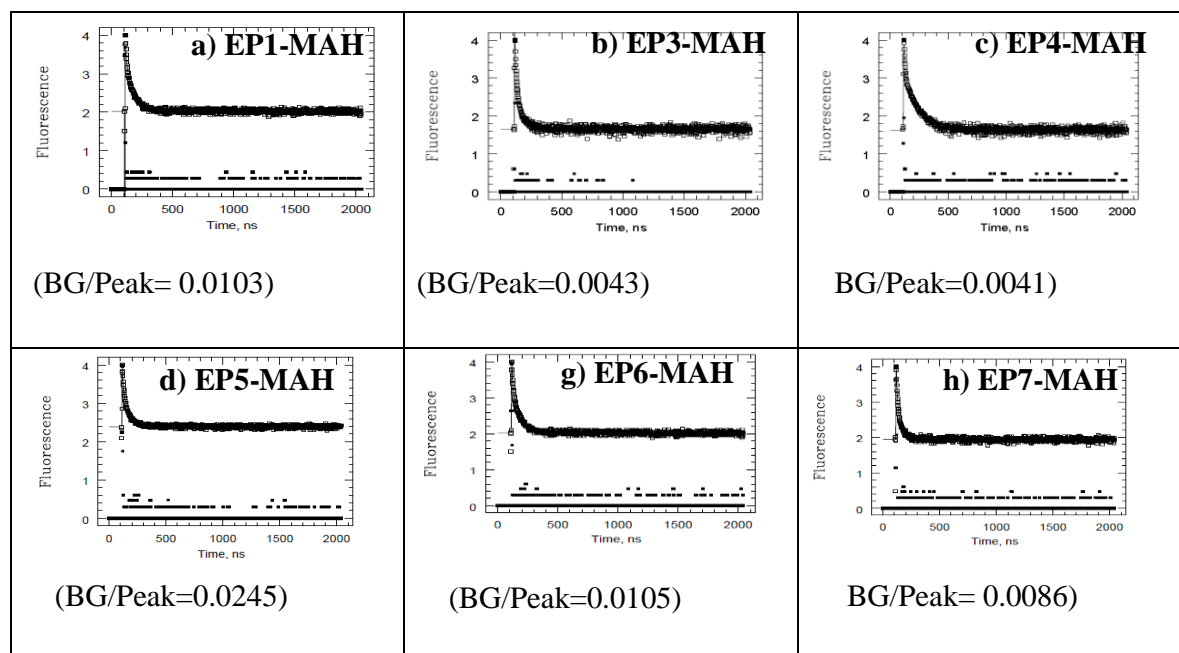 a) EP1-MAH
4
3
2
1
0
Fluorescence
0 500 1000 1500 2000
Time, ns
(BG/Peak= 0.0103)
b) EP3-MAH
4
3
2
1
0
Fluorescence
0 500 1000 1500 2000
Time, ns
(BG/Peak=0.0043)
c) EP4-MAH
4
3
2
1
0
Fluorescence
0 500 1000 1500 2000
Time, ns
BG/Peak=0.0041)
d) EP5-MAH
4
3
2
1
0
Fluorescence
0 500 1000 1500 2000
Time, ns
(BG/Peak=0.0245)
g) EP6-MAH
4
3
2
1
0
Fluorescence
0 500 1000 1500 2000
Time, ns
(BG/Peak=0.0105)
h) EP7-MAH
4
3
2
1
0
Fluorescence
0 500 1000 1500 2000
Time, ns
BG/Peak= 0.0086)